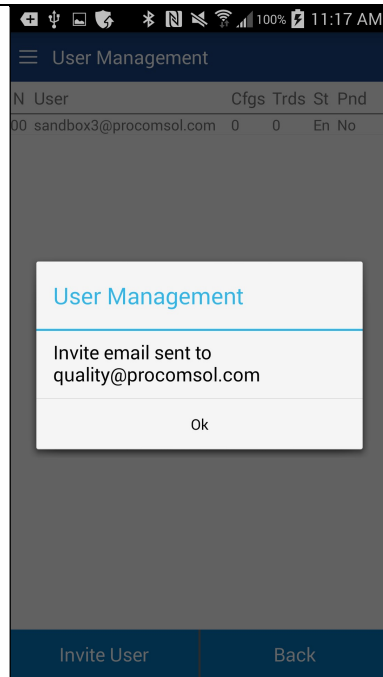 100% 11:17 AM
User Management
N User Cfgs Trds St Pnd
00 sandbox3@procomsol.com 0 0 En No
User Management
Invite email sent to
quality@procomsol.com
Ok
Invite User Back